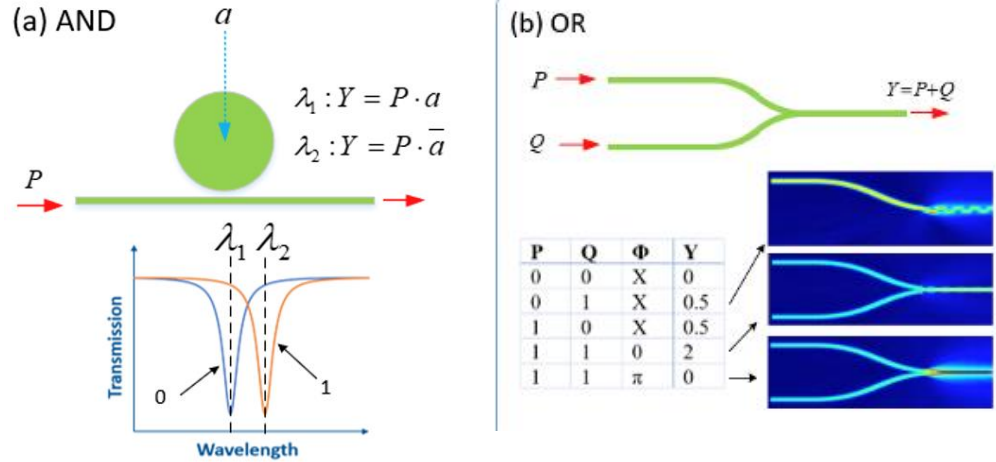 (a) AND
a
λ₁ : Y = P · a
λ₂ : Y = P · a̅
P
λ₁ λ₂
Transmission
0
1
Wavelength
(b) OR
P
Y=P+Q
Q
P Q Φ Y
0 0 X 0
0 1 X 0.5
1 0 X 0.5
1 1 0 2
1 1 π 0